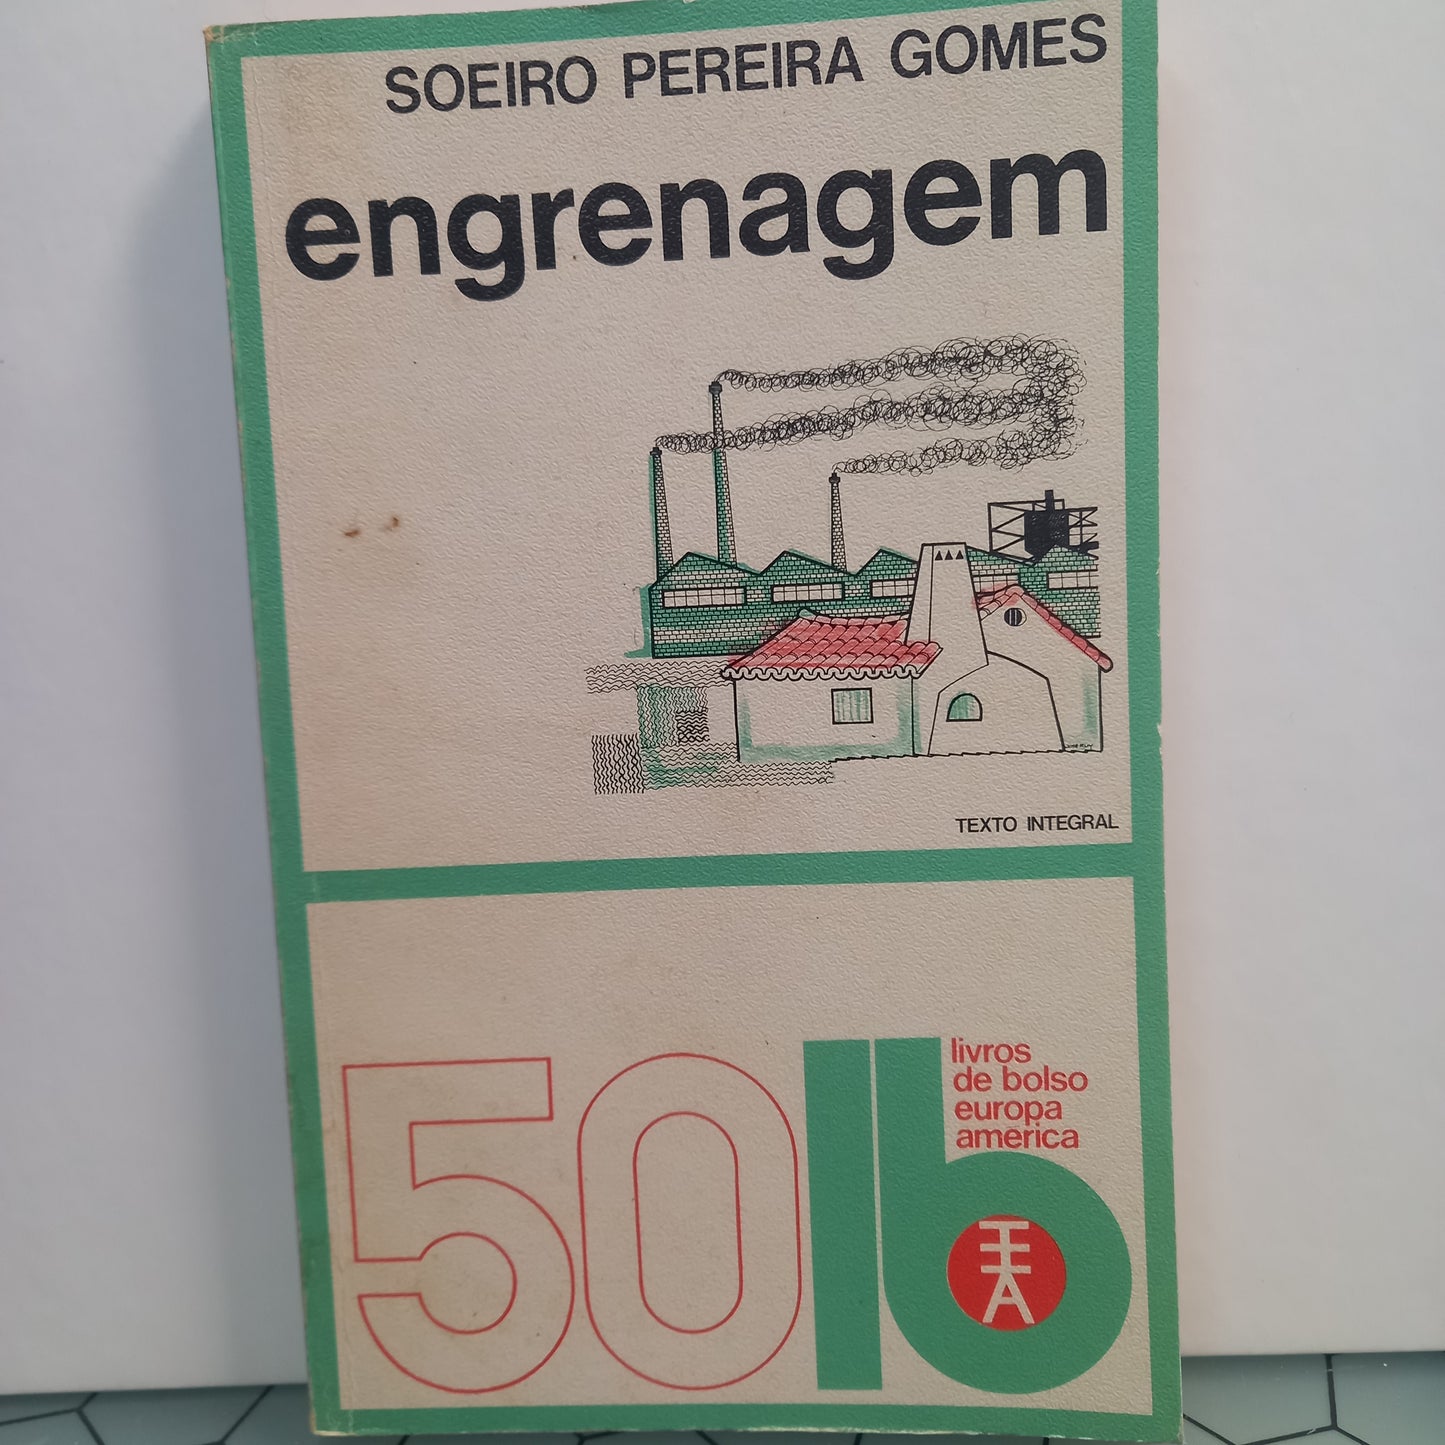 SOEIRO PEREIRA GOMES
engrenagem
TEXTO INTEGRAL
50 lb
livros
de bolso
europa
america